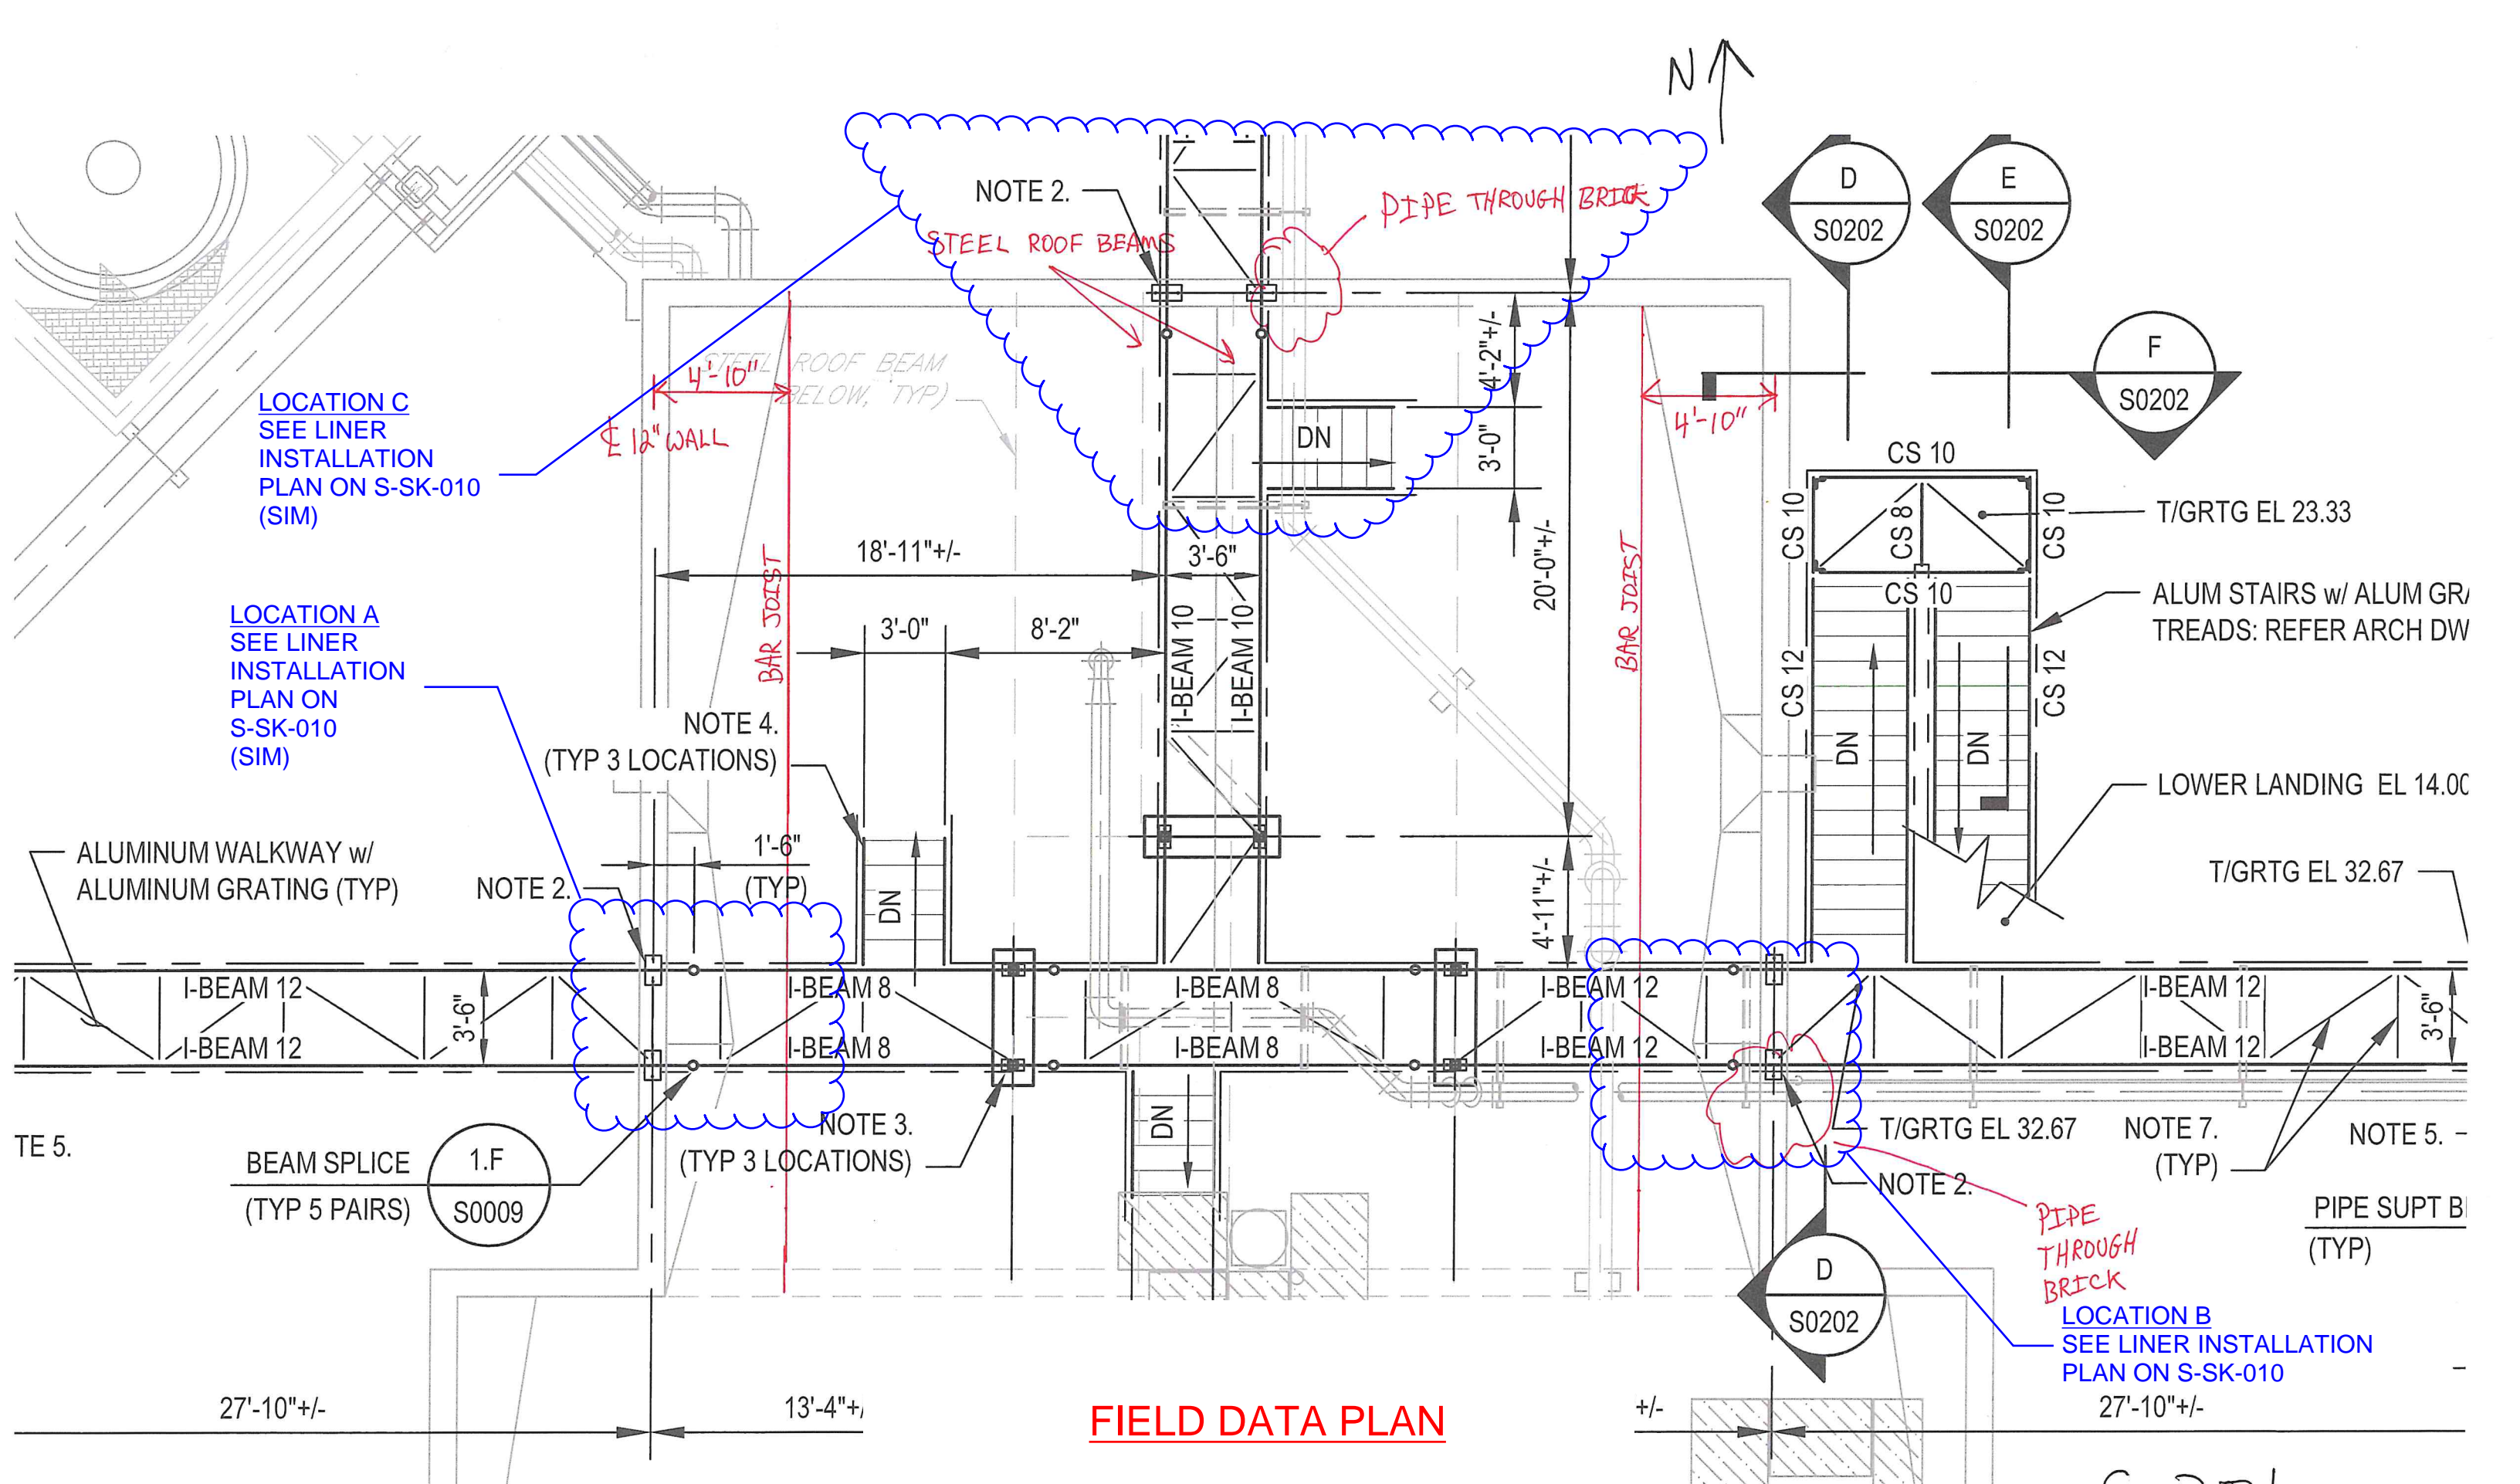 N
D
S0202
E
S0202
F
S0202
NOTE 2.
PIPE THROUGH BRICK
STEEL ROOF BEAMS
STEEL ROOF BEAM
(BELOW, TYP)
4'-10"
℄ 12" WALL
4'-10"
4'-2"+/-
3'-0"
DN
LOCATION C
SEE LINER
INSTALLATION
PLAN ON S-SK-010
(SIM)
CS 10
CS 10
CS 8
CS 10
CS 10
T/GRTG EL 23.33
18'-11"+/-
3'-6"
20'-0"+/-
BAR JOIST
BAR JOIST
LOCATION A
SEE LINER
INSTALLATION
PLAN ON
S-SK-010
(SIM)
3'-0"
8'-2"
I-BEAM 10
I-BEAM 10
CS 12
CS 12
ALUM STAIRS w/ ALUM GRA
TREADS: REFER ARCH DW
DN
DN
NOTE 4.
(TYP 3 LOCATIONS)
LOWER LANDING EL 14.00
ALUMINUM WALKWAY w/
ALUMINUM GRATING (TYP)
NOTE 2.
1'-6"
(TYP)
DN
4'-11"+/-
T/GRTG EL 32.67
I-BEAM 12
I-BEAM 12
3'-6"
I-BEAM 8
I-BEAM 8
I-BEAM 8
I-BEAM 8
I-BEAM 12
I-BEAM 12
I-BEAM 12
I-BEAM 12
3'-6"
TE 5.
BEAM SPLICE
(TYP 5 PAIRS)
1.F
S0009
NOTE 3.
(TYP 3 LOCATIONS)
DN
T/GRTG EL 32.67
NOTE 2.
NOTE 7.
(TYP)
NOTE 5.
PIPE SUPT
(TYP)
PIPE
THROUGH
BRICK
D
S0202
LOCATION B
SEE LINER INSTALLATION
PLAN ON S-SK-010
27'-10"+/-
13'-4"+/
FIELD DATA PLAN
+/-
27'-10"+/-